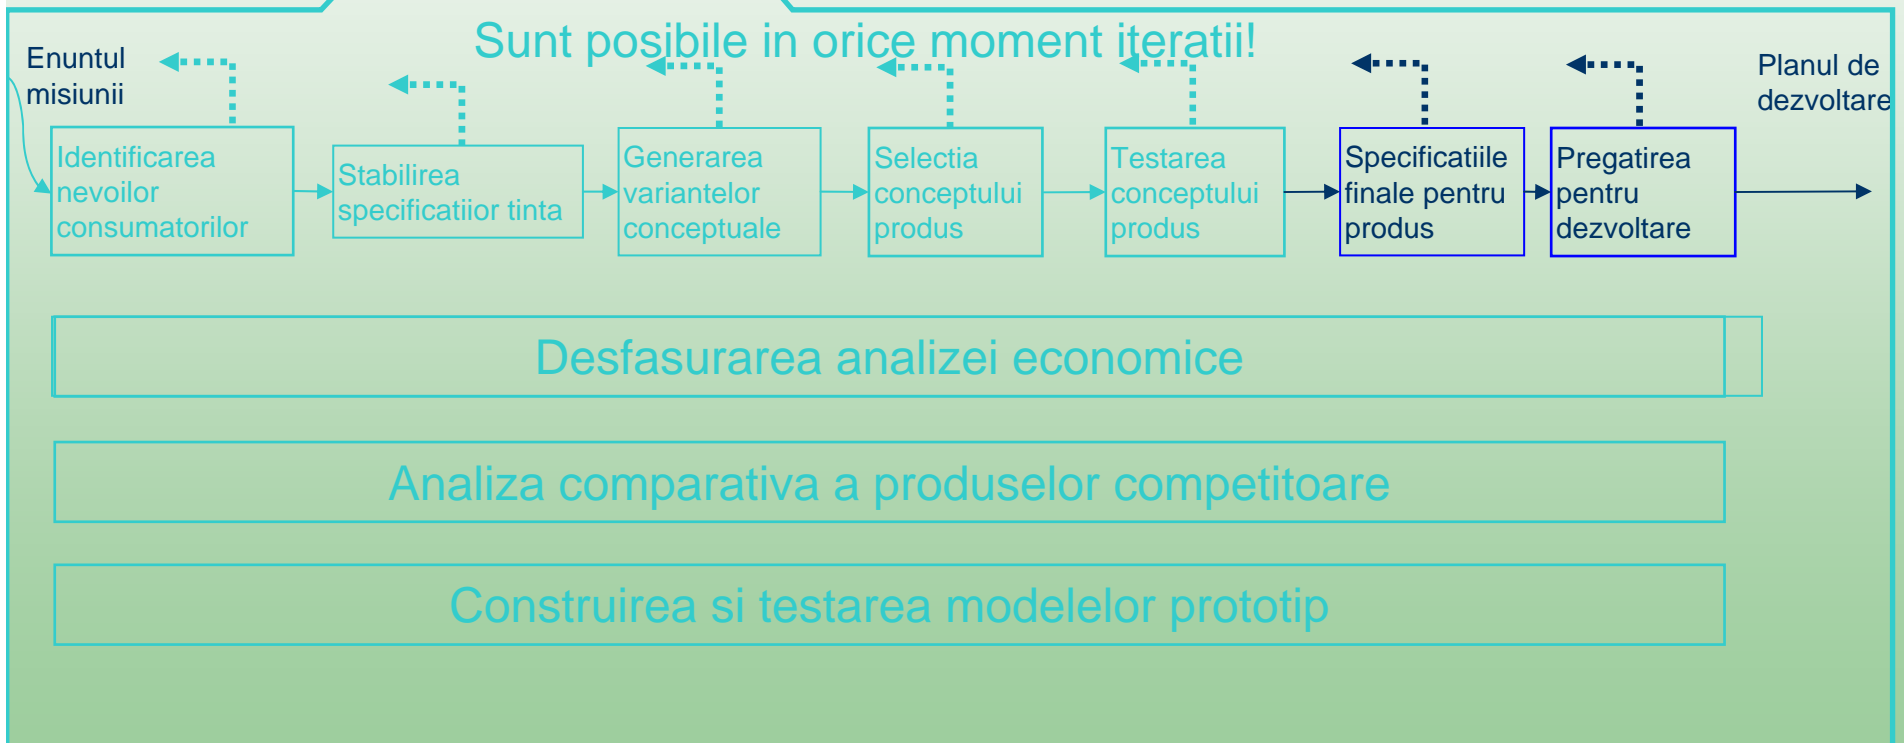 Sunt posibile in orice moment iteratii!
Enuntul
misiunii
Planul de
dezvoltare
Identificarea
nevoilor
consumatorilor
Stabilirea
specificatiior tinta
Generarea
variantelor
conceptuale
Selectia
conceptului
produs
Testarea
conceptului
produs
Specificatiile
finale pentru
produs
Pregatirea
pentru
dezvoltare
Desfasurarea analizei economice
Analiza comparativa a produselor competitoare
Construirea si testarea modelelor prototip